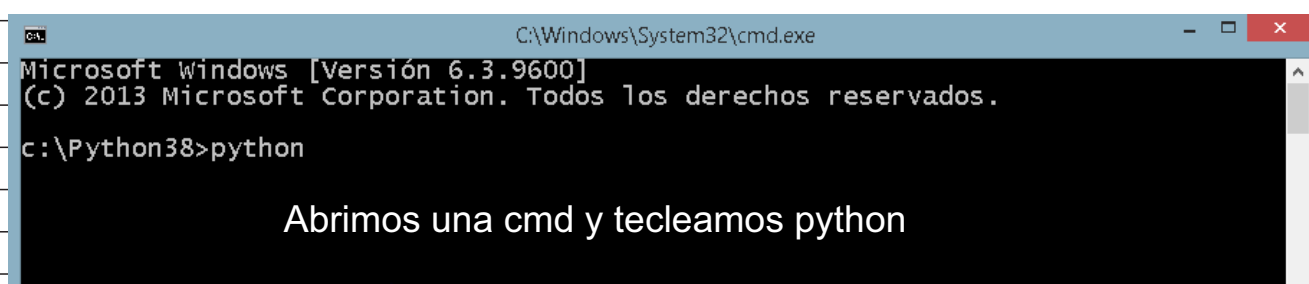 C:\Windows\System32\cmd.exe
Microsoft Windows [Versión 6.3.9600]
(c) 2013 Microsoft Corporation. Todos los derechos reservados.
c:\Python38>python
Abrimos una cmd y tecleamos python